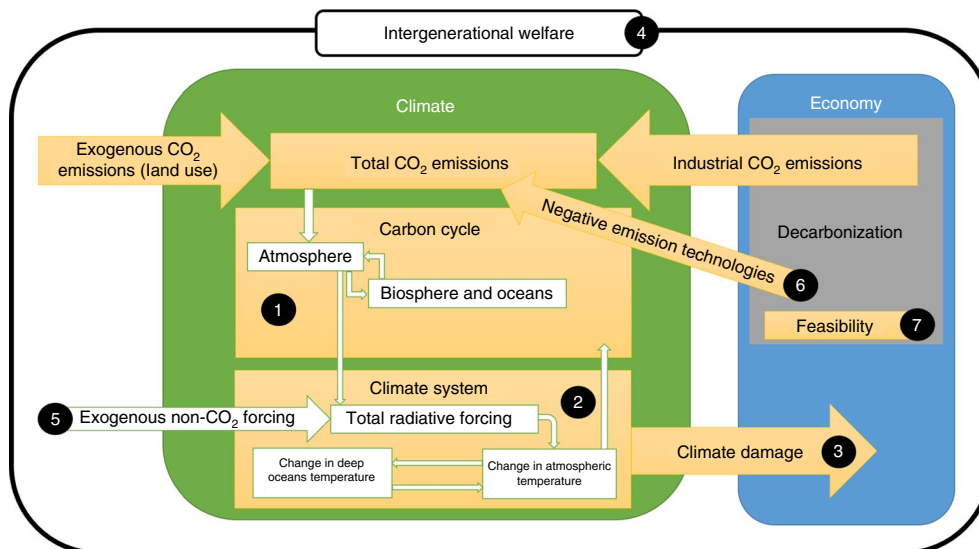 Intergenerational welfare
4
Climate
Economy
Exogenous CO₂
emissions (land use)
Total CO₂ emissions
Industrial CO₂ emissions
Negative emission technologies
6
Carbon cycle
Decarbonization
Atmosphere
Biosphere and oceans
1
Feasibility
7
Climate system
2
5
Exogenous non-CO₂ forcing
Total radiative forcing
Change in deep
oceans temperature
Change in atmospheric
temperature
Climate damage
3